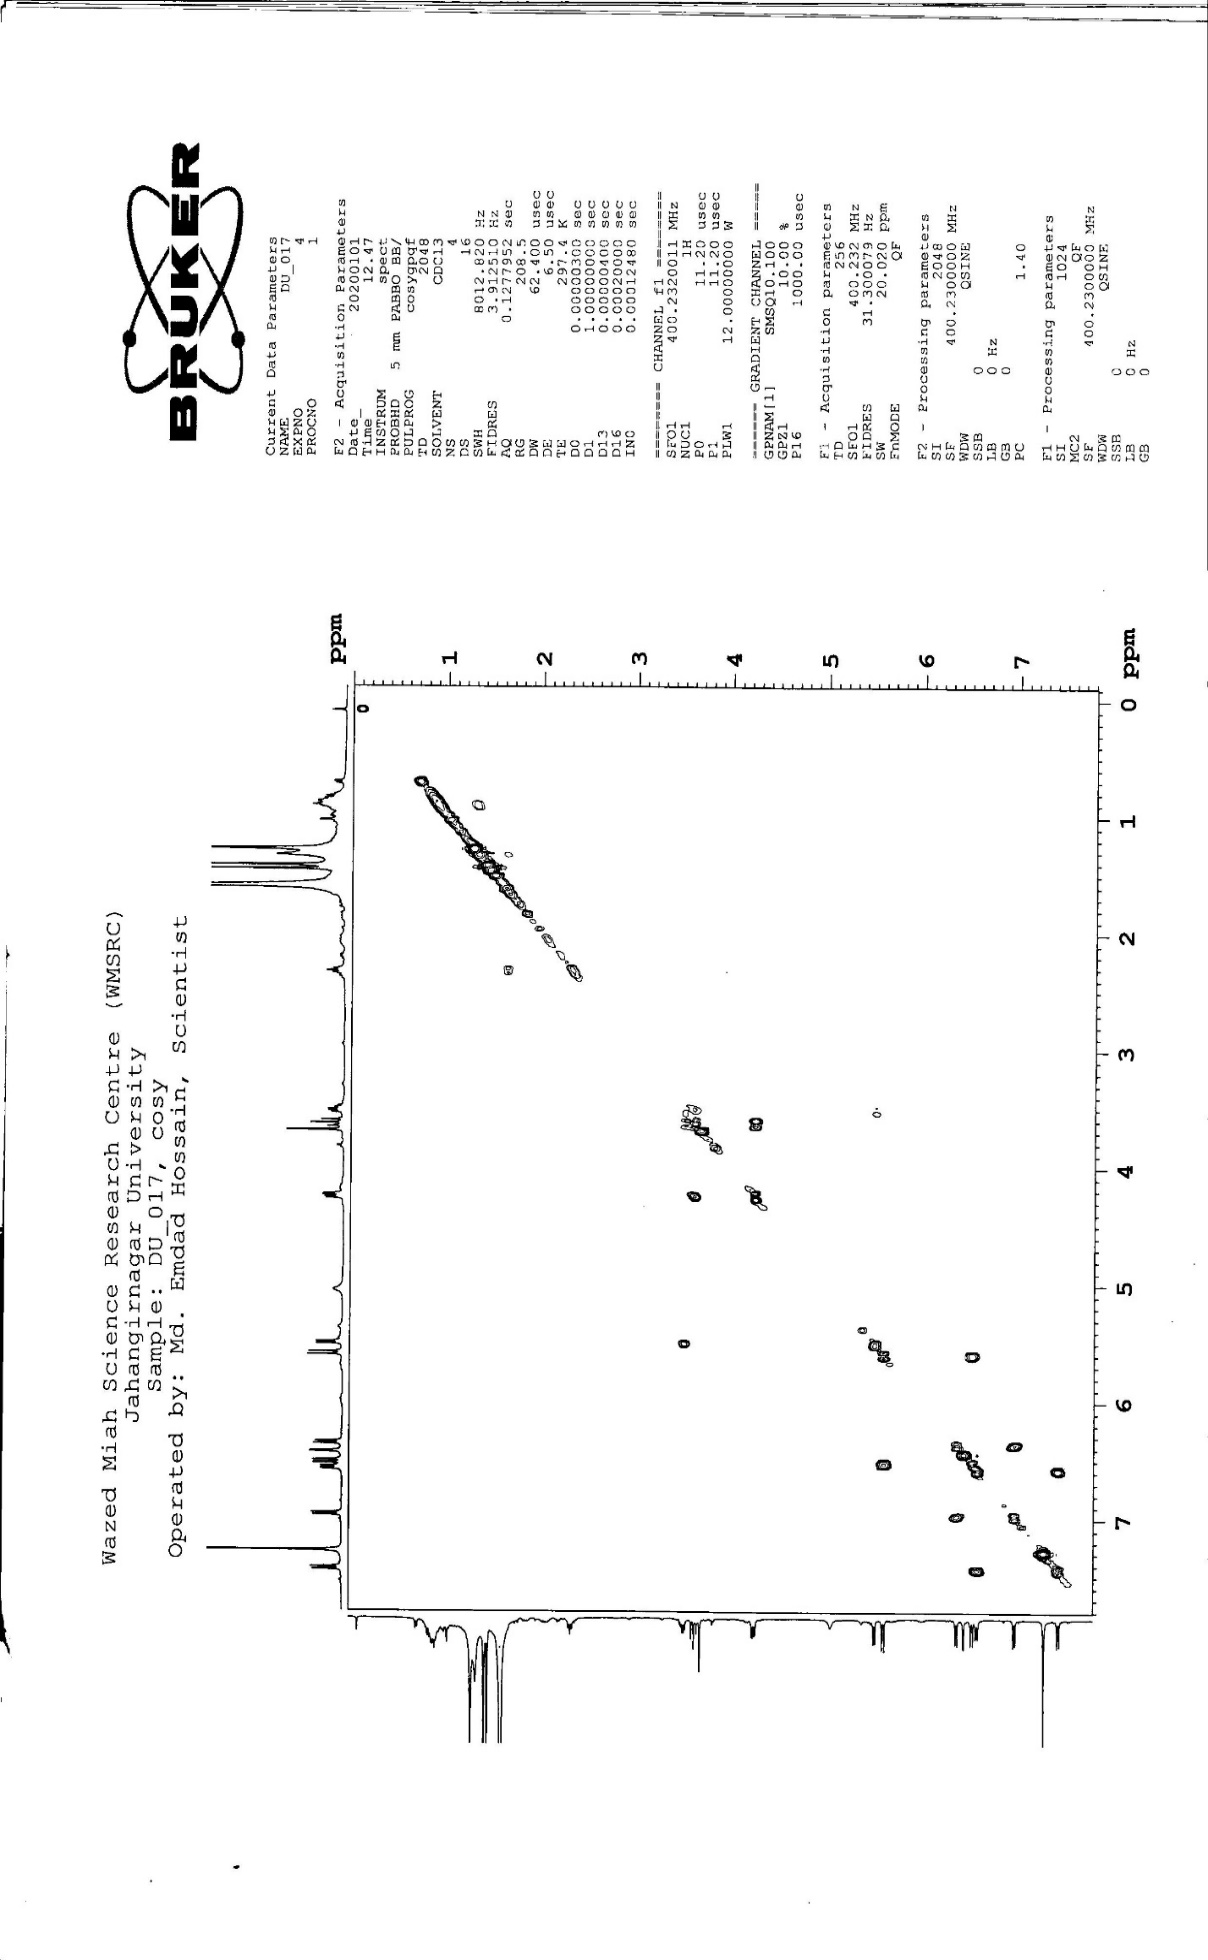 Wazed Miah Science Research Centre (WMSRC)
Jahangirnagar University
Sample: DU_017, cosy
Operated by: Md. Emdad Hossain, Scientist
ppm
1
2
3
4
5
6
7
0
0
1
2
3
4
5
6
7
ppm
BRUKER
Current Data Parameters
NAME DU_017
EXPNO 4
PROCNO 1
F2 - Acquisition Parameters
Date_ 20200101
Time_ 12.47
INSTRUM spect
PROBHD 5 mm PABBO BB/
PULPROG cosygpqf
TD 2048
SOLVENT CDCl3
NS 4
DS 16
SWH 8012.820 Hz
FIDRES 3.912510 Hz
AQ 0.1277952 sec
RG 208.5
DW 62.400 usec
DE 6.50 usec
TE 297.4 K
D0 0.00000300 sec
D1 1.00000000 sec
D13 0.00000400 sec
D16 0.00020000 sec
IN0 0.00012480 sec
======== CHANNEL f1 ========
SFO1 400.2320011 MHz
NUC1 1H
P0 11.20 usec
P1 11.20 usec
PLW1 12.00000000 W
====== GRADIENT CHANNEL =====
GPNAM[1] SMSQ10.100
GPZ1 10.00 %
P16 1000.00 usec
F1 - Acquisition parameters
TD 256
SFO1 400.232 MHz
FIDRES 31.300079 Hz
SW 20.020 ppm
FnMODE QF
F2 - Processing parameters
SI 2048
SF 400.2300000 MHz
WDW QSINE
SSB 0
LB 0 Hz
GB 0
PC 1.40
F1 - Processing parameters
SI 1024
MC2 QF
SF 400.2300000 MHz
WDW QSINE
SSB 0
LB 0 Hz
GB 0